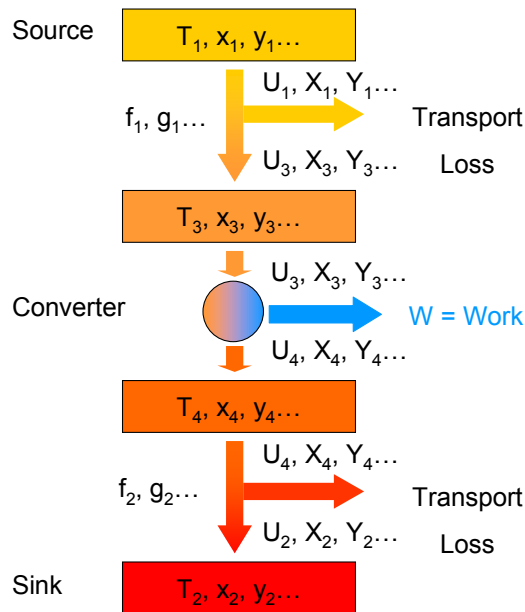 Source
T₁, x₁, y₁…
U₁, X₁, Y₁…
f₁, g₁…
Transport
Loss
U₃, X₃, Y₃…
T₃, x₃, y₃…
U₃, X₃, Y₃…
Converter
W = Work
U₄, X₄, Y₄…
T₄, x₄, y₄…
U₄, X₄, Y₄…
f₂, g₂…
Transport
Loss
U₂, X₂, Y₂…
Sink
T₂, x₂, y₂…